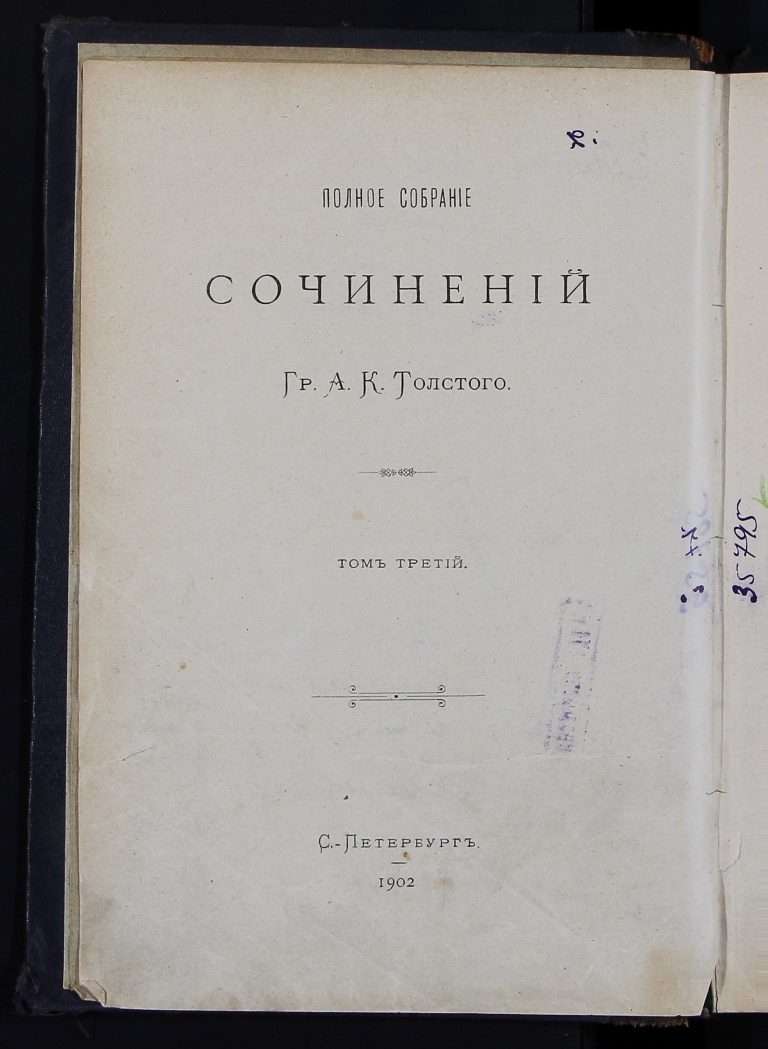 ПОЛНОЕ СОБРАНІЕ
СОЧИНЕНІЙ
Гр. А. К. Толстого.
ТОМЪ ТРЕТІЙ.
С.-Петербургъ.
1902
35795